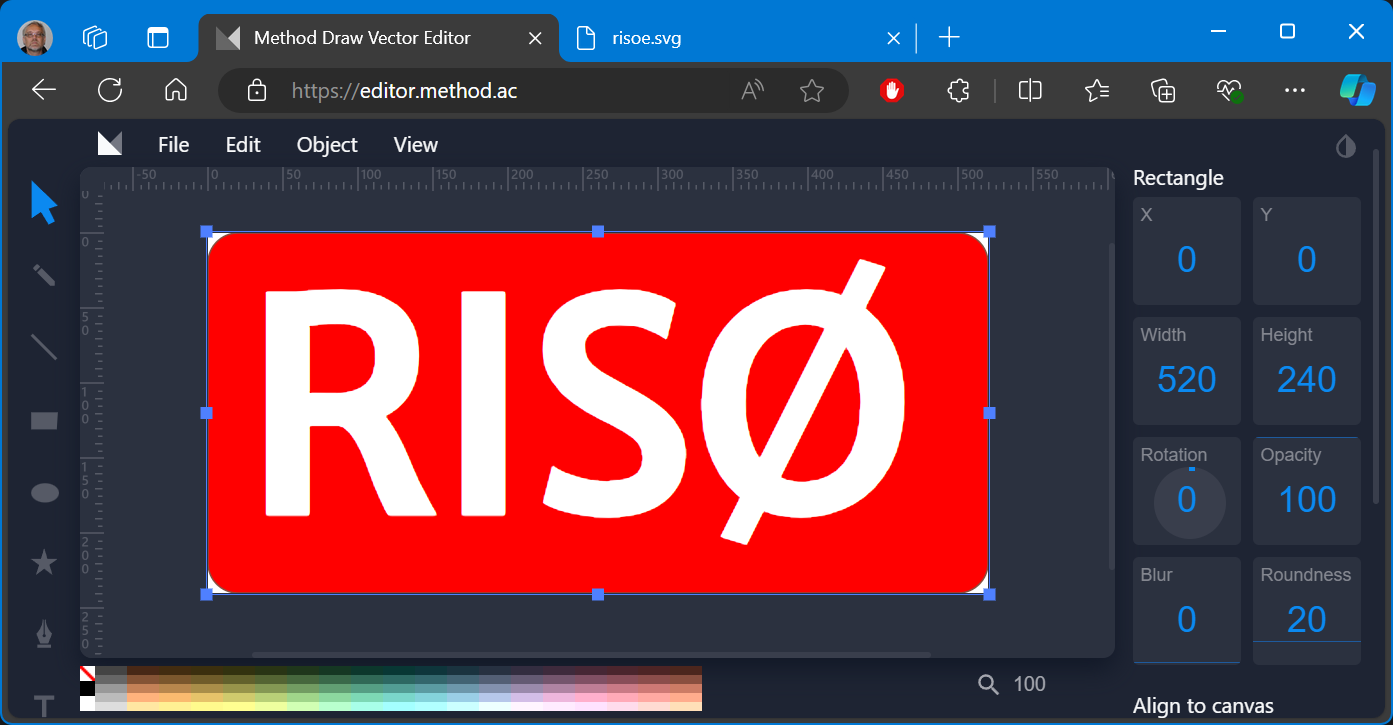 Method Draw Vector Editor
risoe.svg
https://editor.method.ac
File Edit Object View
-50 0 50 100 150 200 250 300 350 400 450 500 550
0
50
100
150
200
250
RISØ
Rectangle
X Y
0 0
Width Height
520 240
Rotation Opacity
0 100
Blur Roundness
0 20
Align to canvas
T
100